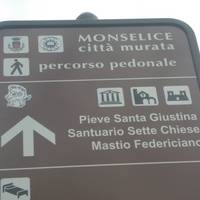 MONSELICE
città murata
percorso pedonale
Pieve Santa Giustina
Santuario Sette Chiese
Mastio Federiciano